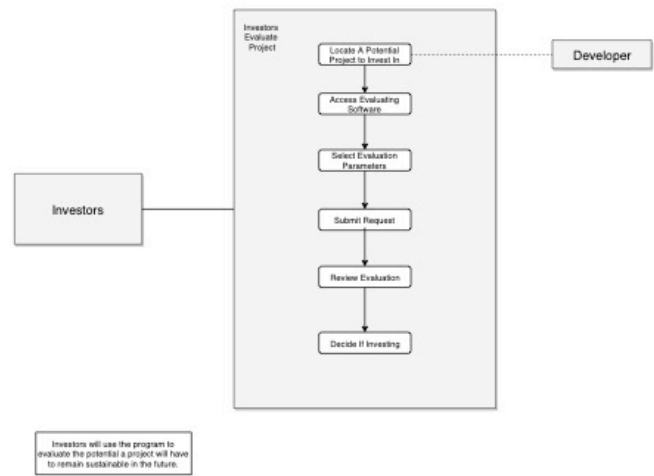 Investors
Evaluate
Project
Locate A Potential
Project to Invest In
Developer
Access Evaluating
Software
Select Evaluation
Parameters
Investors
Submit Request
Review Evaluation
Decide If Investing
Investors will use the program to
evaluate the potential a project will have
to remain sustainable in the future.